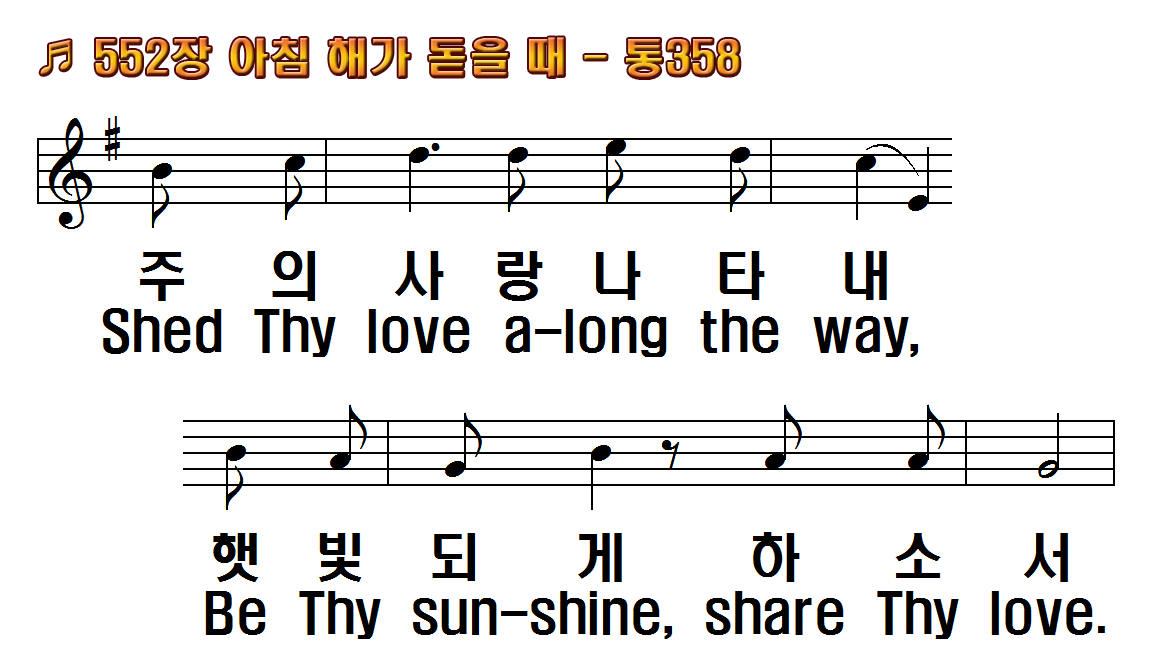 ♬ 552장 아침 해가 돋을 때 - 통358
주 의 사 랑 나 타 내
Shed Thy love a-long the way,
햇 빛 되 게 하 소 서
Be Thy sun-shine, share Thy love.